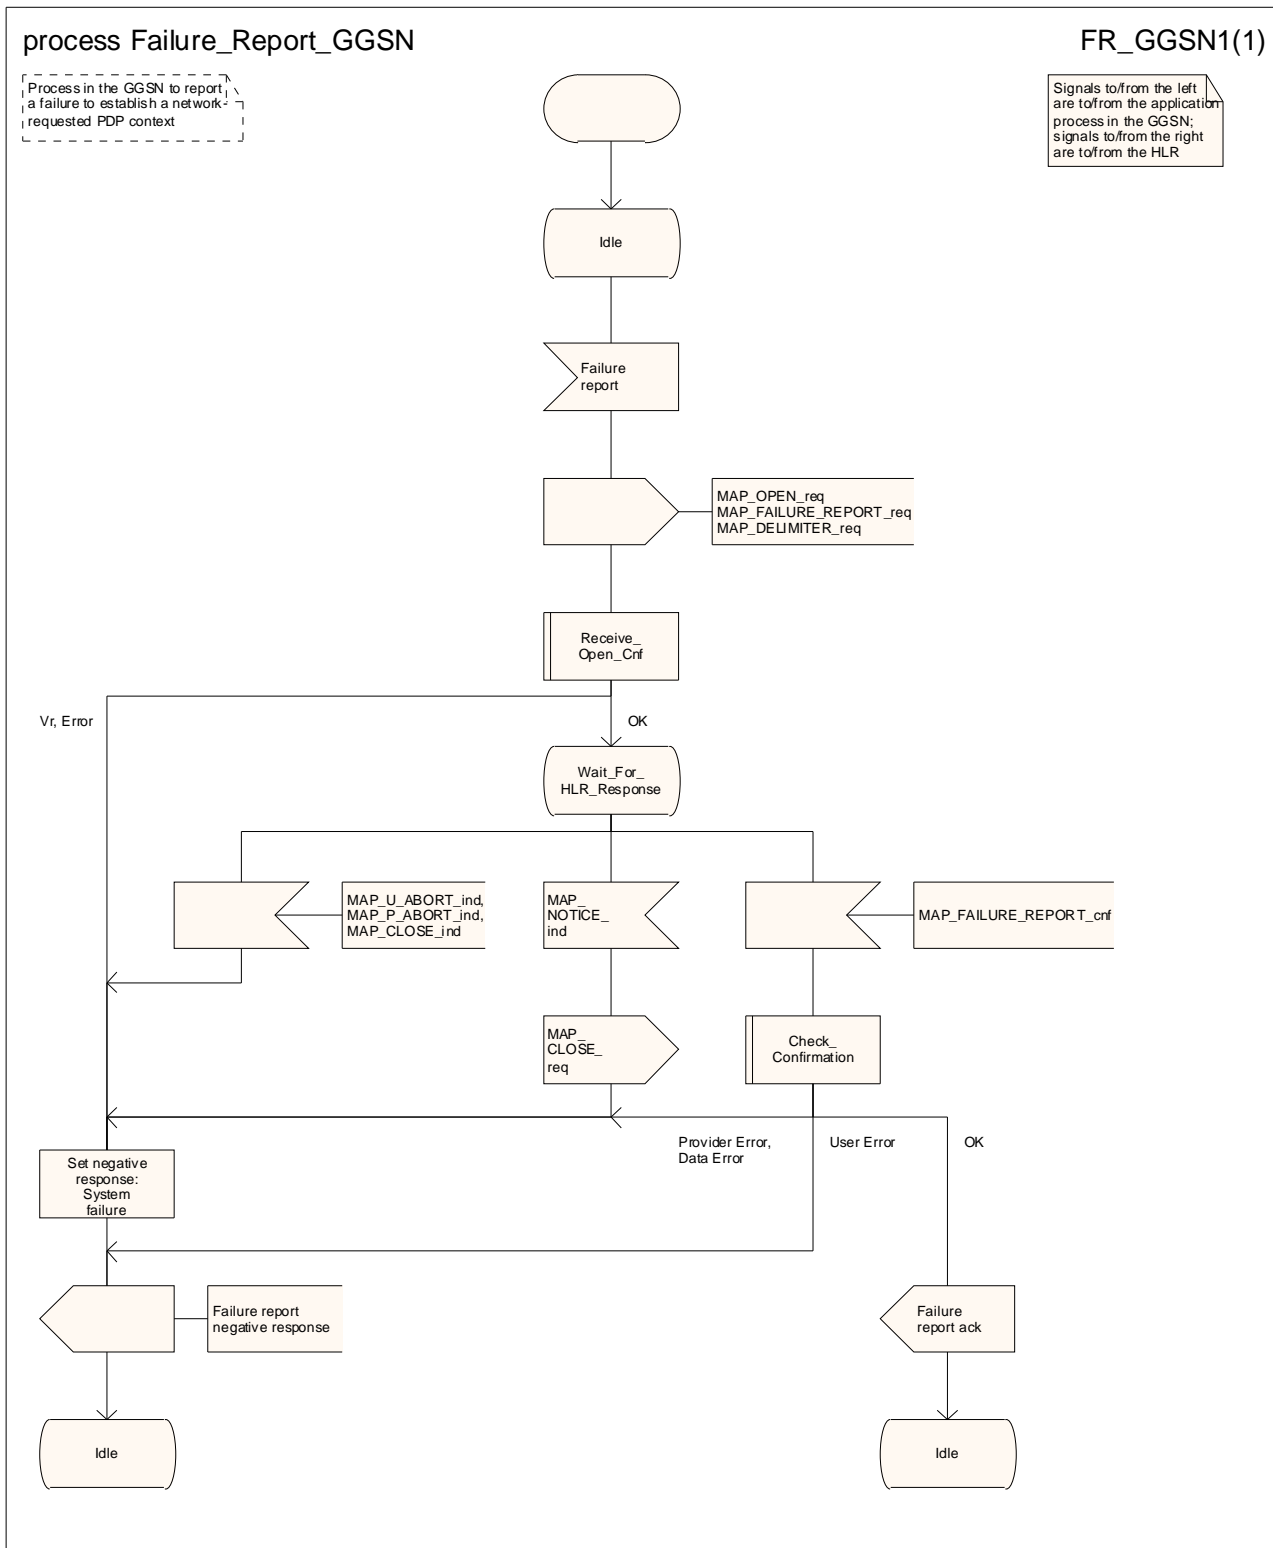 process Failure_Report_GGSN
FR_GGSN1(1)
Process in the GGSN to report
a failure to establish a network-
requested PDP context
Signals to/from the left
are to/from the application
process in the GGSN;
signals to/from the right
are to/from the HLR
Idle
Failure
report
MAP_OPEN_req
MAP_FAILURE_REPORT_req
MAP_DELIMITER_req
Receive_
Open_Cnf
Vr, Error
OK
Wait_For_
HLR_Response
MAP_U_ABORT_ind,
MAP_P_ABORT_ind,
MAP_CLOSE_ind
MAP_
NOTICE_
ind
MAP_FAILURE_REPORT_cnf
MAP_
CLOSE_
req
Check_
Confirmation
Provider Error,
Data Error
User Error
OK
Set negative
response:
System
failure
Failure report
negative response
Failure
report ack
Idle
Idle